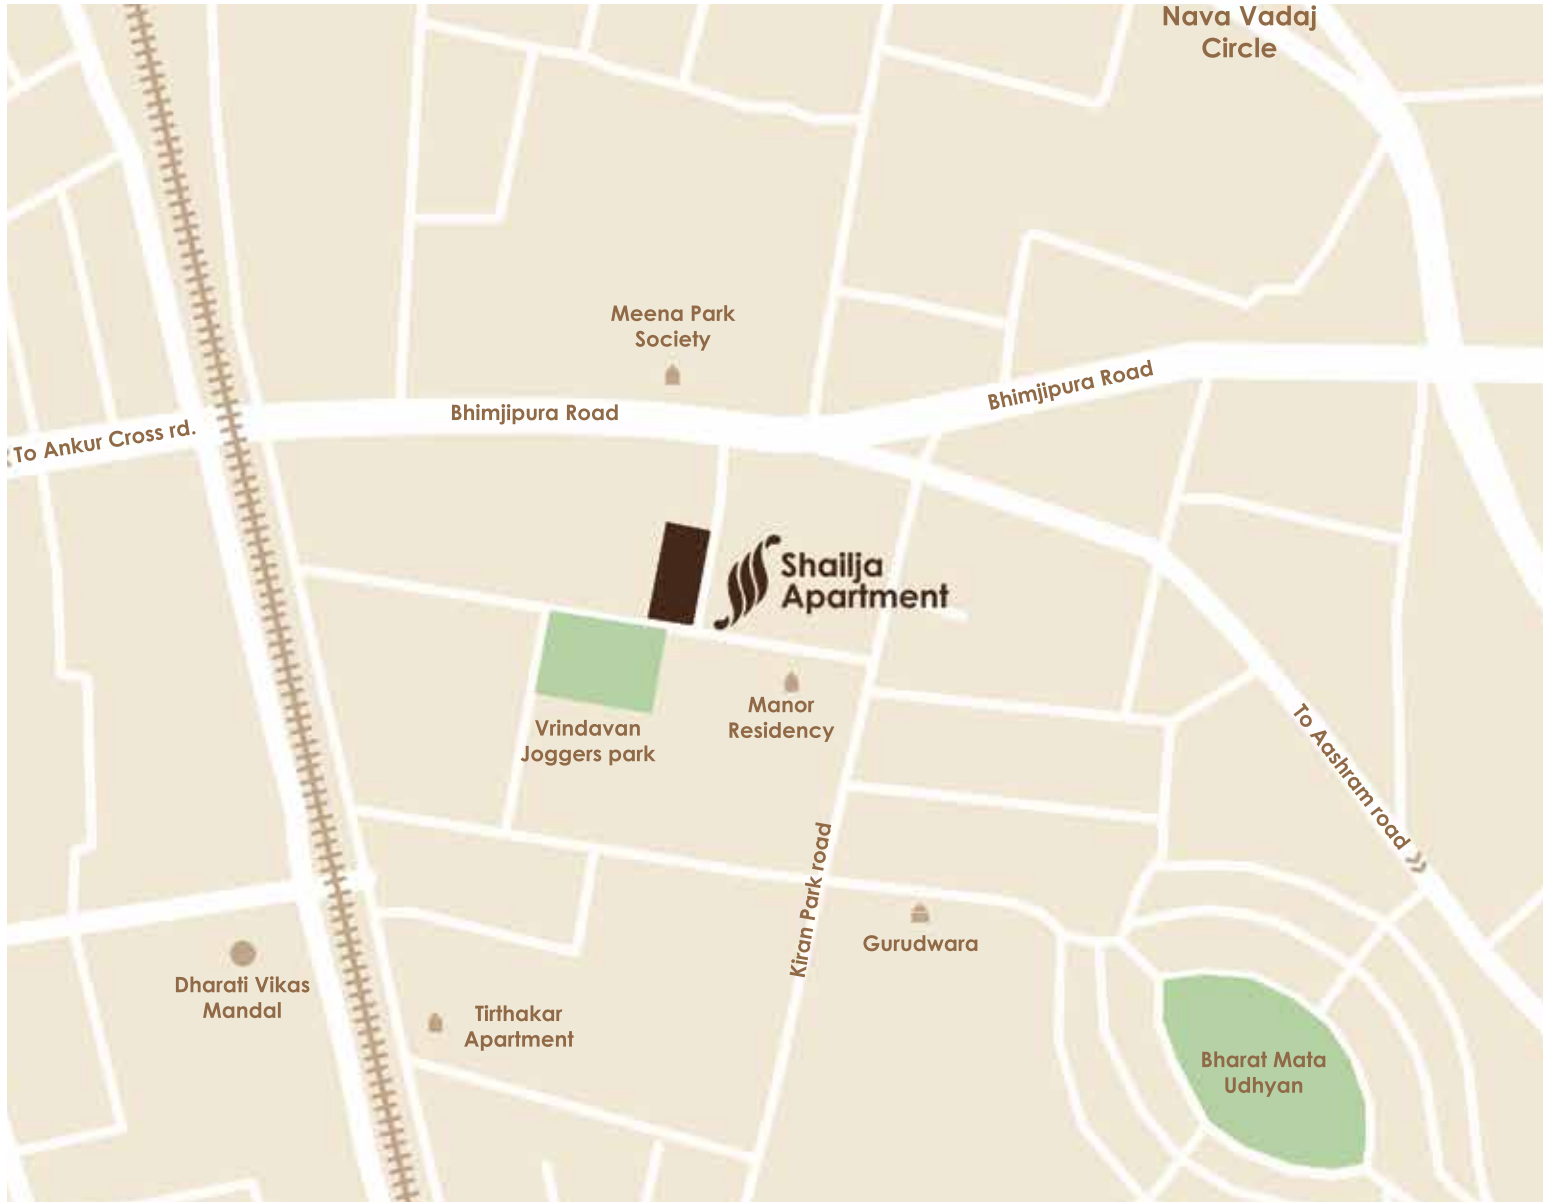 Nava Vadaj
Circle
Meena Park
Society
Bhimjipura Road
Bhimjipura Road
To Ankur Cross rd.
Shailja
Apartment
Manor
Residency
Vrindavan
Joggers park
To Aashram road »
Kiran Park road
Gurudwara
Dharati Vikas
Mandal
Tirthakar
Apartment
Bharat Mata
Udhyan